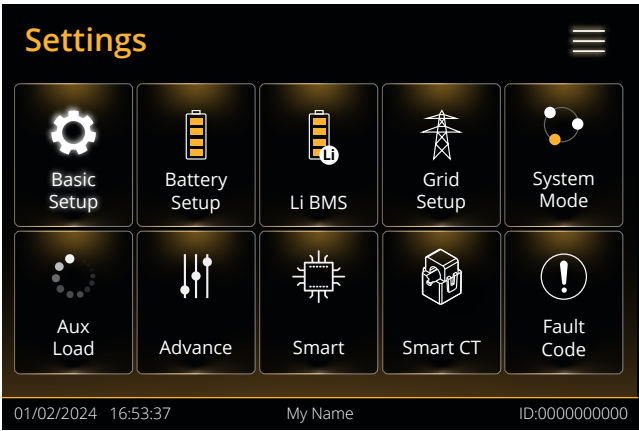 Settings
Basic
Setup
Battery
Setup
Li
Li BMS
Grid
Setup
System
Mode
Aux
Load
Advance
Smart
Smart CT
!
Fault
Code
01/02/2024 16:53:37 My Name ID:0000000000